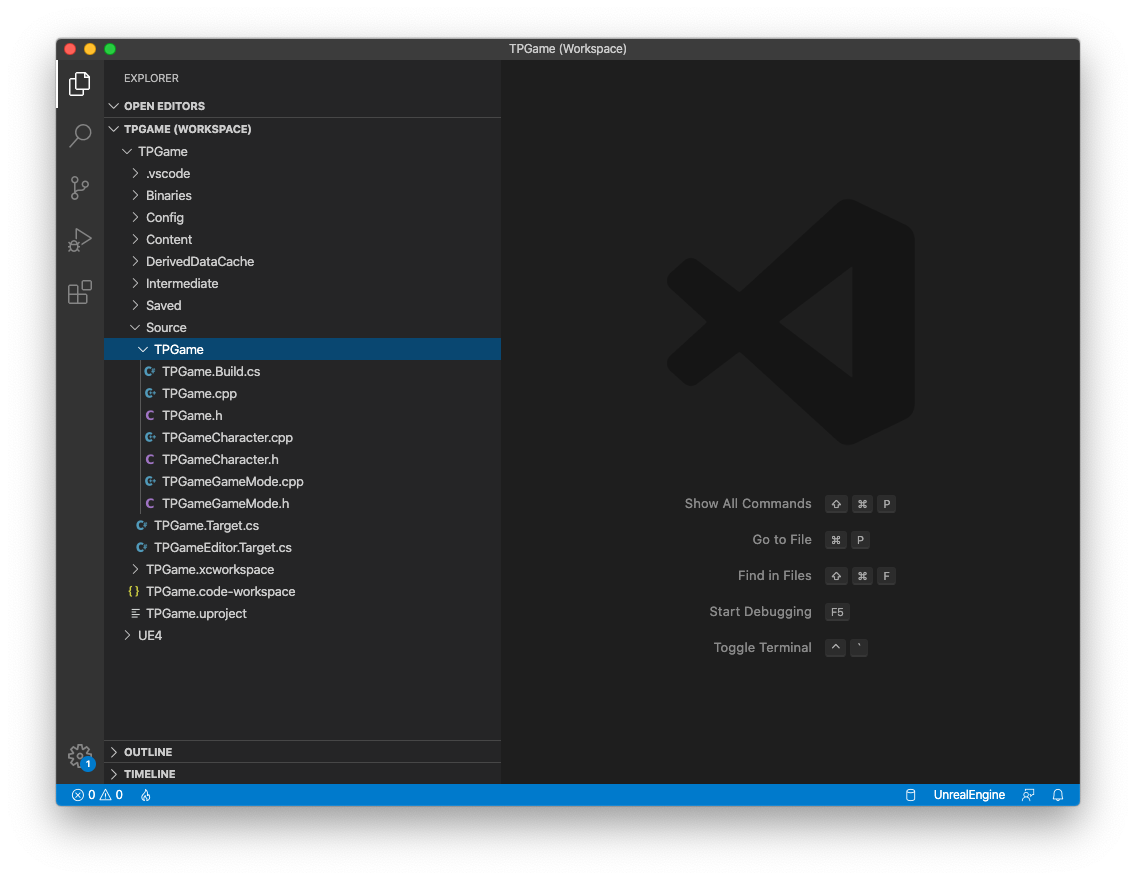 TPGame (Workspace)
EXPLORER
OPEN EDITORS
TPGAME (WORKSPACE)
TPGame
.vscode
Binaries
Config
Content
DerivedDataCache
Intermediate
Saved
Source
TPGame
C# TPGame.Build.cs
C+ TPGame.cpp
C TPGame.h
C+ TPGameCharacter.cpp
C TPGameCharacter.h
C+ TPGameGameMode.cpp
C TPGameGameMode.h
C# TPGame.Target.cs
C# TPGameEditor.Target.cs
TPGame.xcworkspace
{} TPGame.code-workspace
TPGame.uproject
UE4
OUTLINE
TIMELINE
Show All Commands ⇧ ⌘ P
Go to File ⌘ P
Find in Files ⇧ ⌘ F
Start Debugging F5
Toggle Terminal ^ `
1
0 0 UnrealEngine